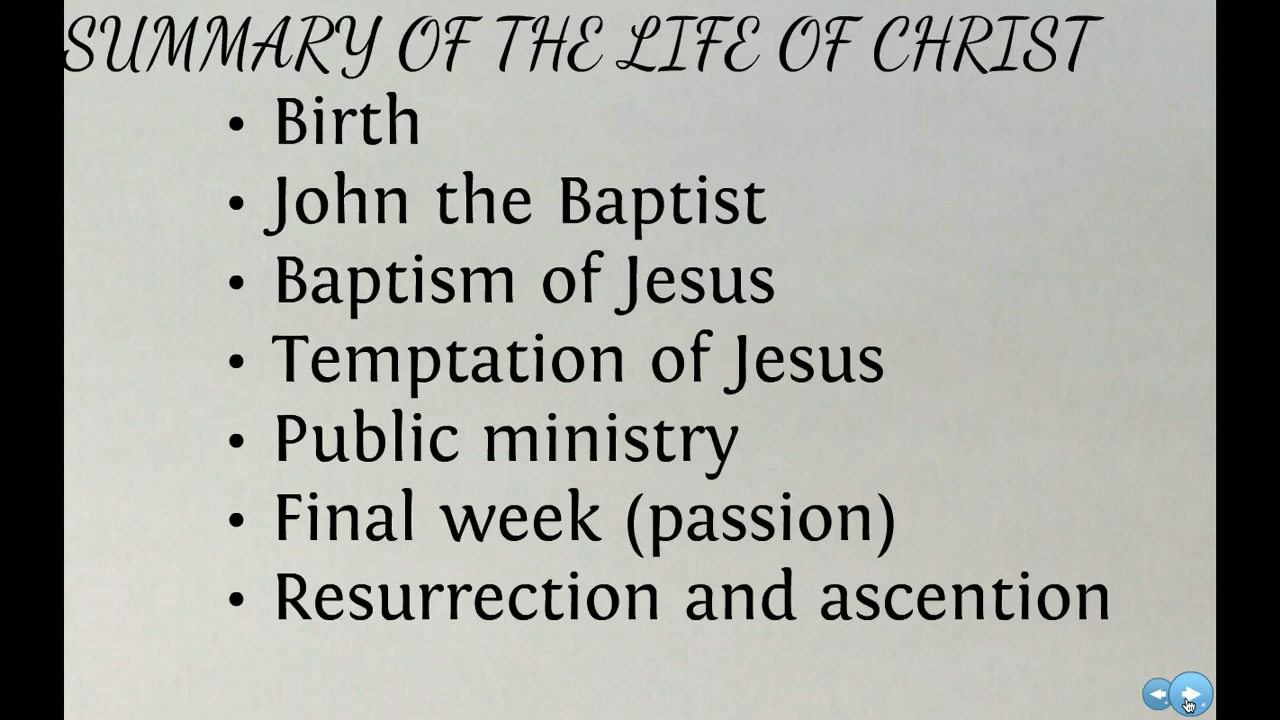 SUMMARY OF THE LIFE OF CHRIST
• Birth
• John the Baptist
• Baptism of Jesus
• Temptation of Jesus
• Public ministry
• Final week (passion)
• Resurrection and ascention